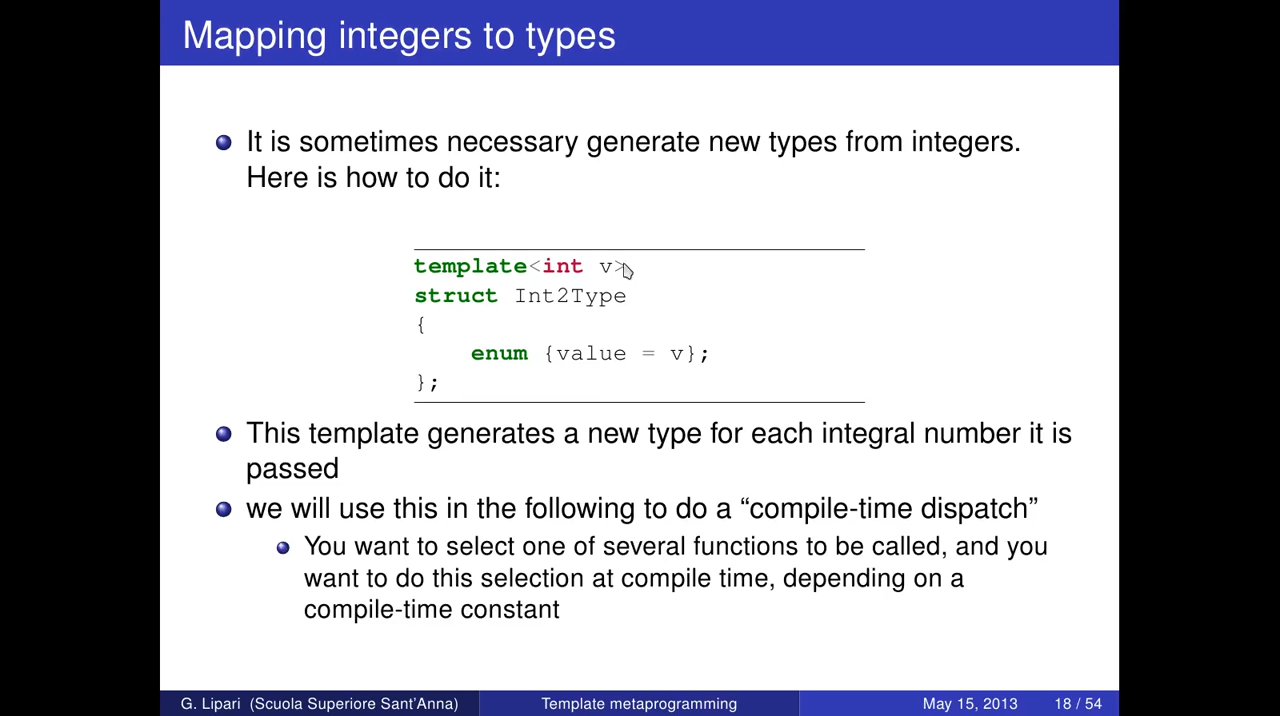 Mapping integers to types
It is sometimes necessary generate new types from integers.
Here is how to do it:
template<int v>
struct Int2Type
{
    enum {value = v};
};
This template generates a new type for each integral number it is
passed
we will use this in the following to do a “compile-time dispatch”
You want to select one of several functions to be called, and you
want to do this selection at compile time, depending on a
compile-time constant
G. Lipari (Scuola Superiore Sant’Anna) Template metaprogramming May 15, 2013 18 / 54